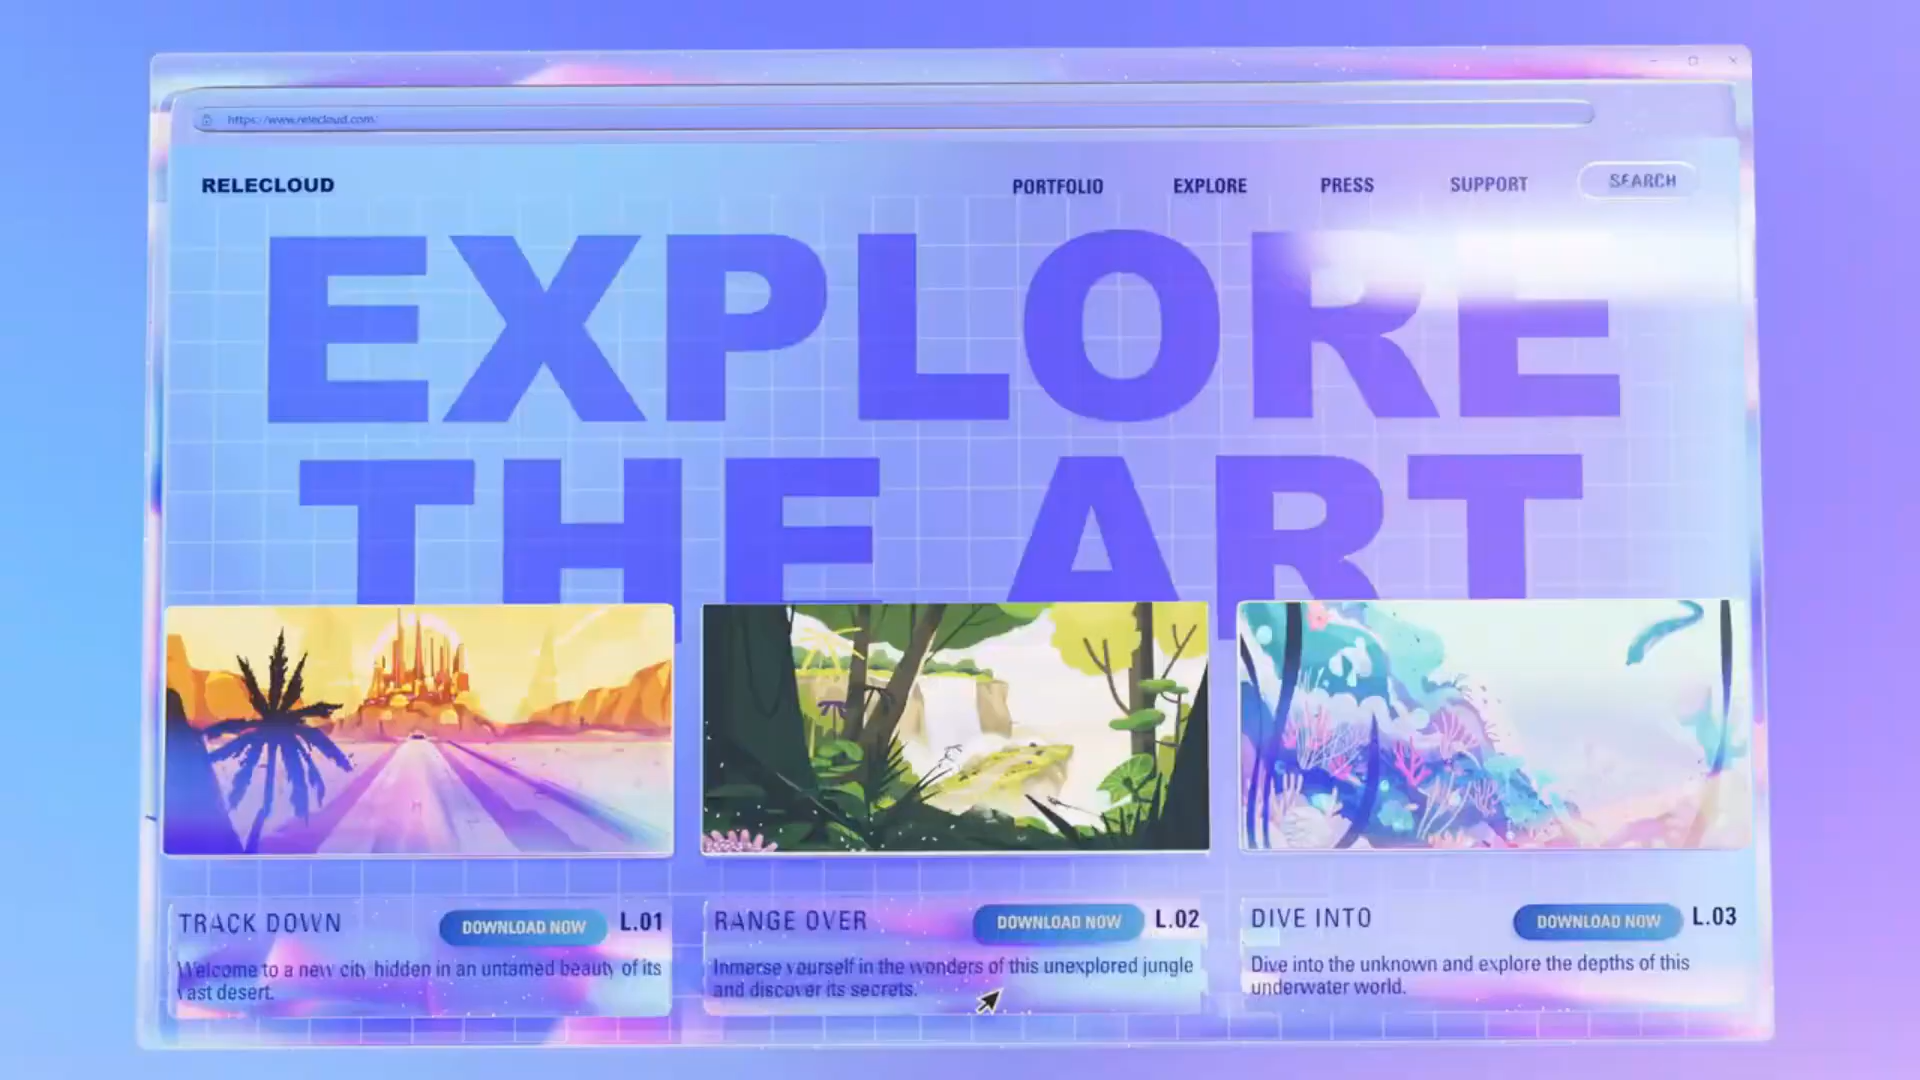 https://www.relecloud.com/
RELECLOUD
PORTFOLIO
EXPLORE
PRESS
SUPPORT
SEARCH
EXPLORE
THE ART
TRACK DOWN
DOWNLOAD NOW
L.01
Welcome to a new city hidden in an untamed beauty of its
vast desert.
RANGE OVER
DOWNLOAD NOW
L.02
Inmerse yourself in the wonders of this unexplored jungle
and discover its secrets.
DIVE INTO
DOWNLOAD NOW
L.03
Dive into the unknown and explore the depths of this
underwater world.